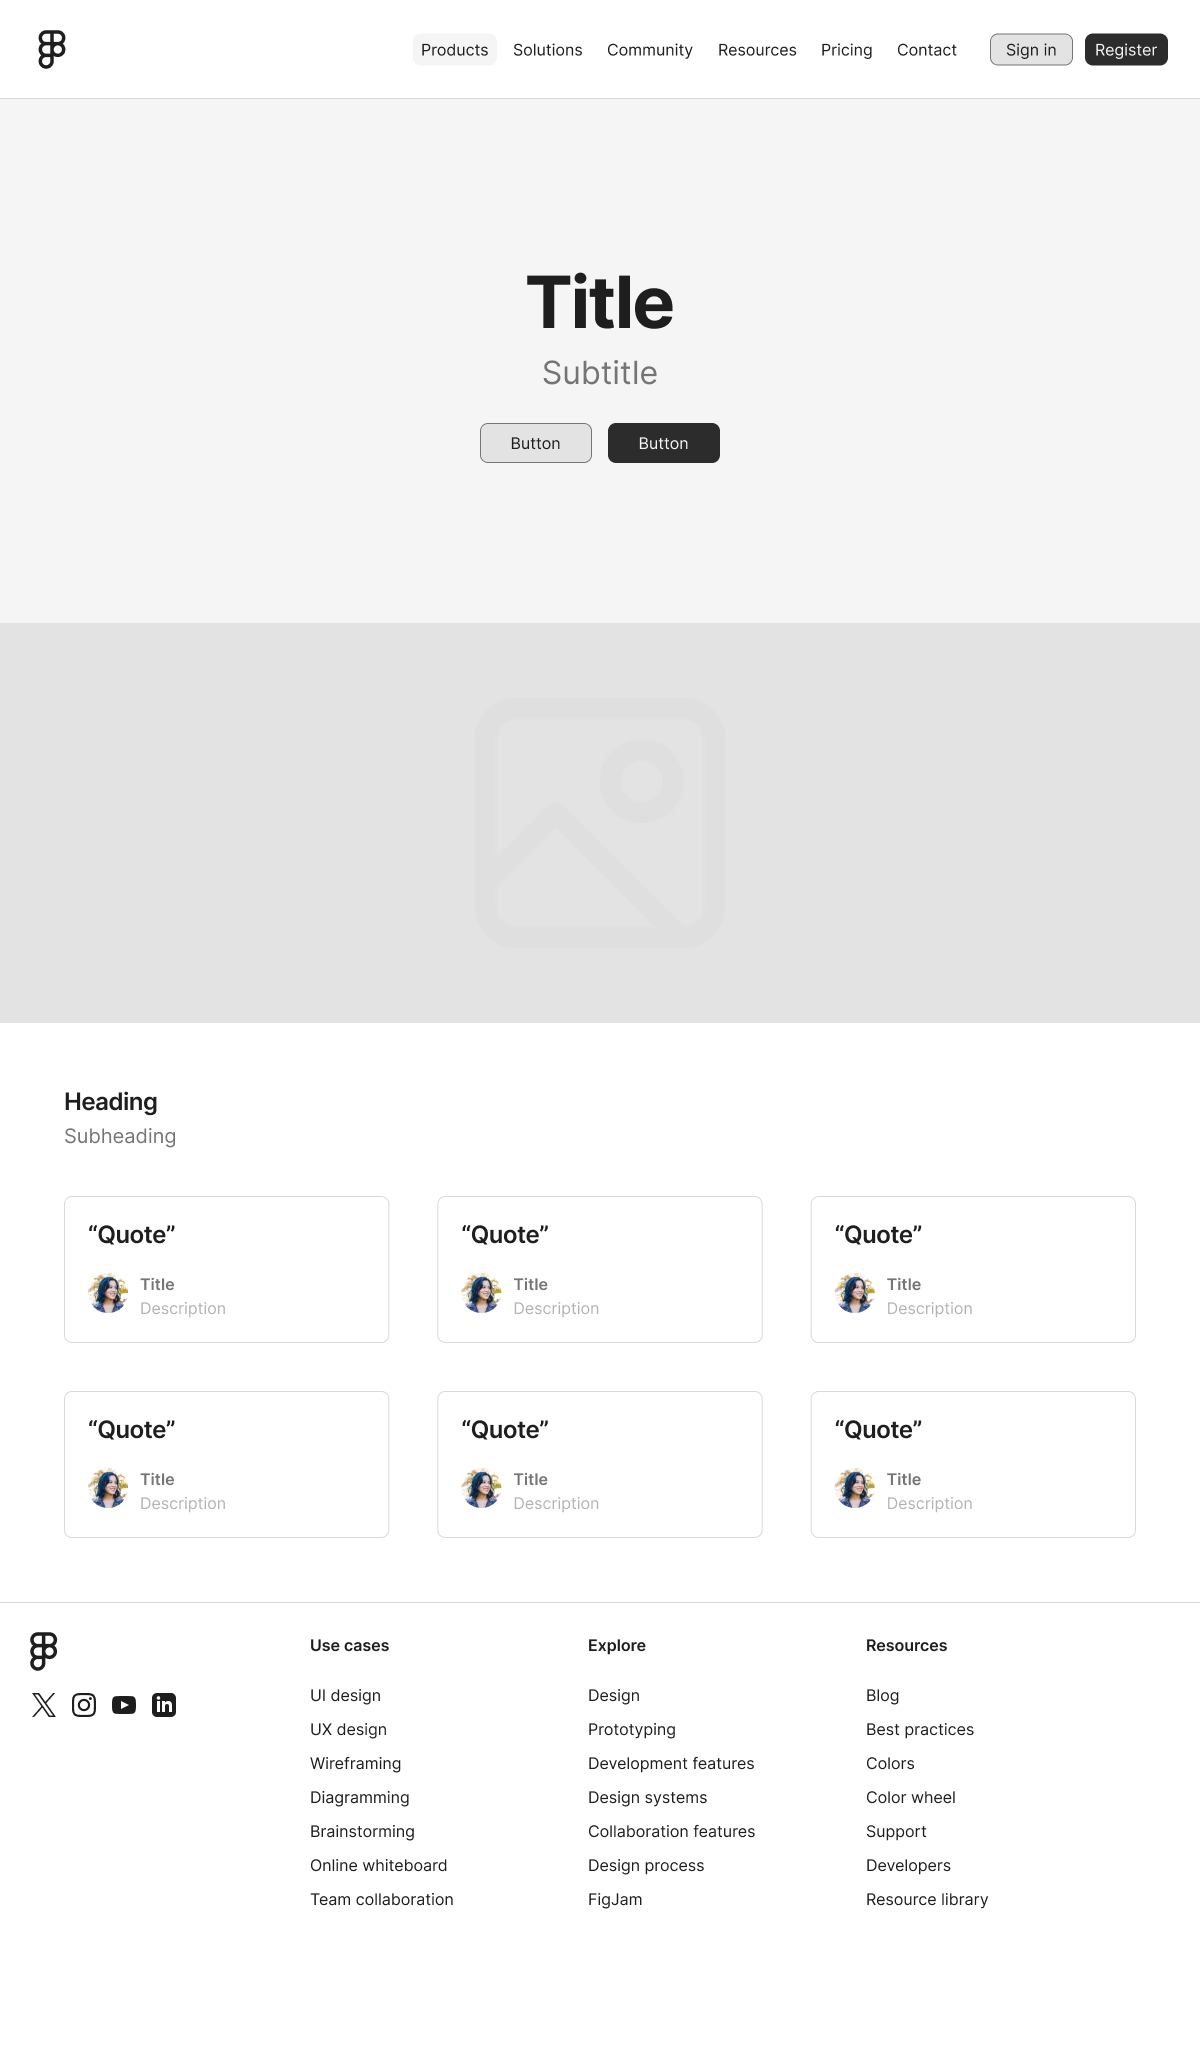 Products Solutions Community Resources Pricing Contact Sign in Register
Title
Subtitle
Button Button
Heading
Subheading
“Quote” “Quote” “Quote”
Title Title Title
Description Description Description
“Quote” “Quote” “Quote”
Title Title Title
Description Description Description
Use cases
UI design
UX design
Wireframing
Diagramming
Brainstorming
Online whiteboard
Team collaboration
Explore
Design
Prototyping
Development features
Design systems
Collaboration features
Design process
FigJam
Resources
Blog
Best practices
Colors
Color wheel
Support
Developers
Resource library
in